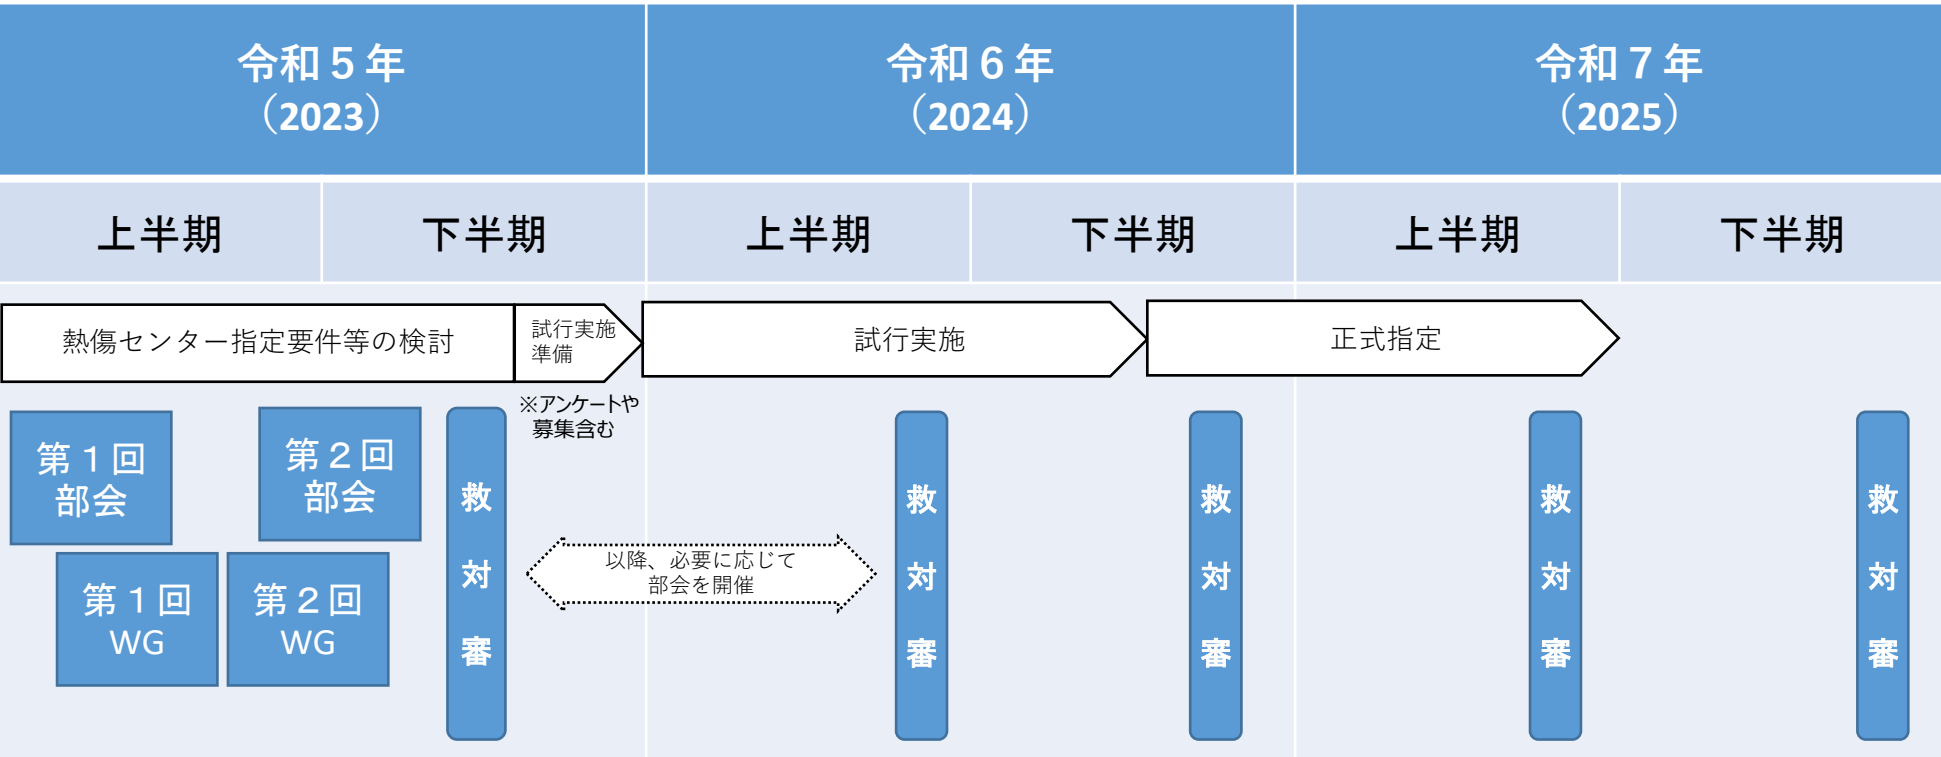 令和５年
（2023）
令和６年
（2024）
令和７年
（2025）
上半期
下半期
上半期
下半期
上半期
下半期
熱傷センター指定要件等の検討
試行実施
準備
試行実施
正式指定
※アンケートや
募集含む
第１回
部会
第２回
部会
第１回
WG
第２回
WG
救対審
以降、必要に応じて
部会を開催
救対審
救対審
救対審
救対審